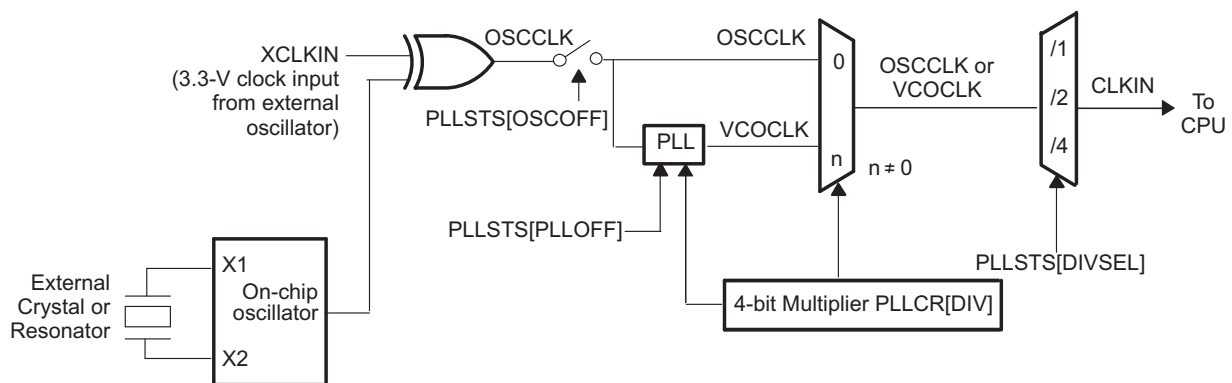 XCLKIN
(3.3-V clock input
from external
oscillator)
OSCCLK
PLLSTS[OSCOFF]
OSCCLK
0
OSCCLK or
VCOCLK
/1
/2
/4
CLKIN
To
CPU
PLL
VCOCLK
n
n ≠ 0
PLLSTS[PLLOFF]
PLLSTS[DIVSEL]
4-bit Multiplier PLLCR[DIV]
External
Crystal or
Resonator
X1
On-chip
oscillator
X2